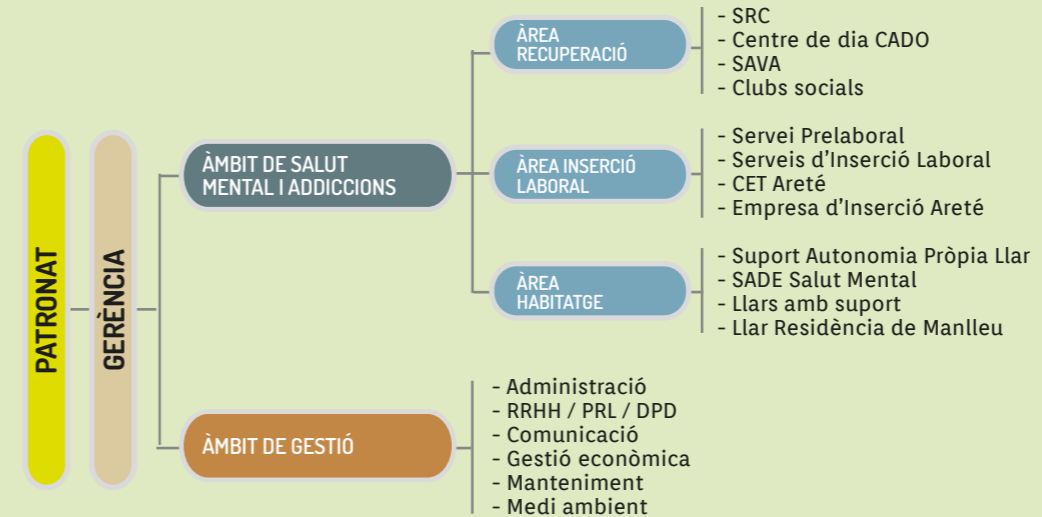 PATRONAT
GERÈNCIA
ÀMBIT DE SALUT
MENTAL I ADDICCIONS
ÀREA
RECUPERACIÓ
- SRC
- Centre de dia CADO
- SAVA
- Clubs socials
ÀREA INSERCIÓ
LABORAL
- Servei Prelaboral
- Serveis d’Inserció Laboral
- CET Areté
- Empresa d’Inserció Areté
ÀREA
HABITATGE
- Suport Autonomia Pròpia Llar
- SADE Salut Mental
- Llars amb suport
- Llar Residència de Manlleu
ÀMBIT DE GESTIÓ
- Administració
- RRHH / PRL / DPD
- Comunicació
- Gestió econòmica
- Manteniment
- Medi ambient